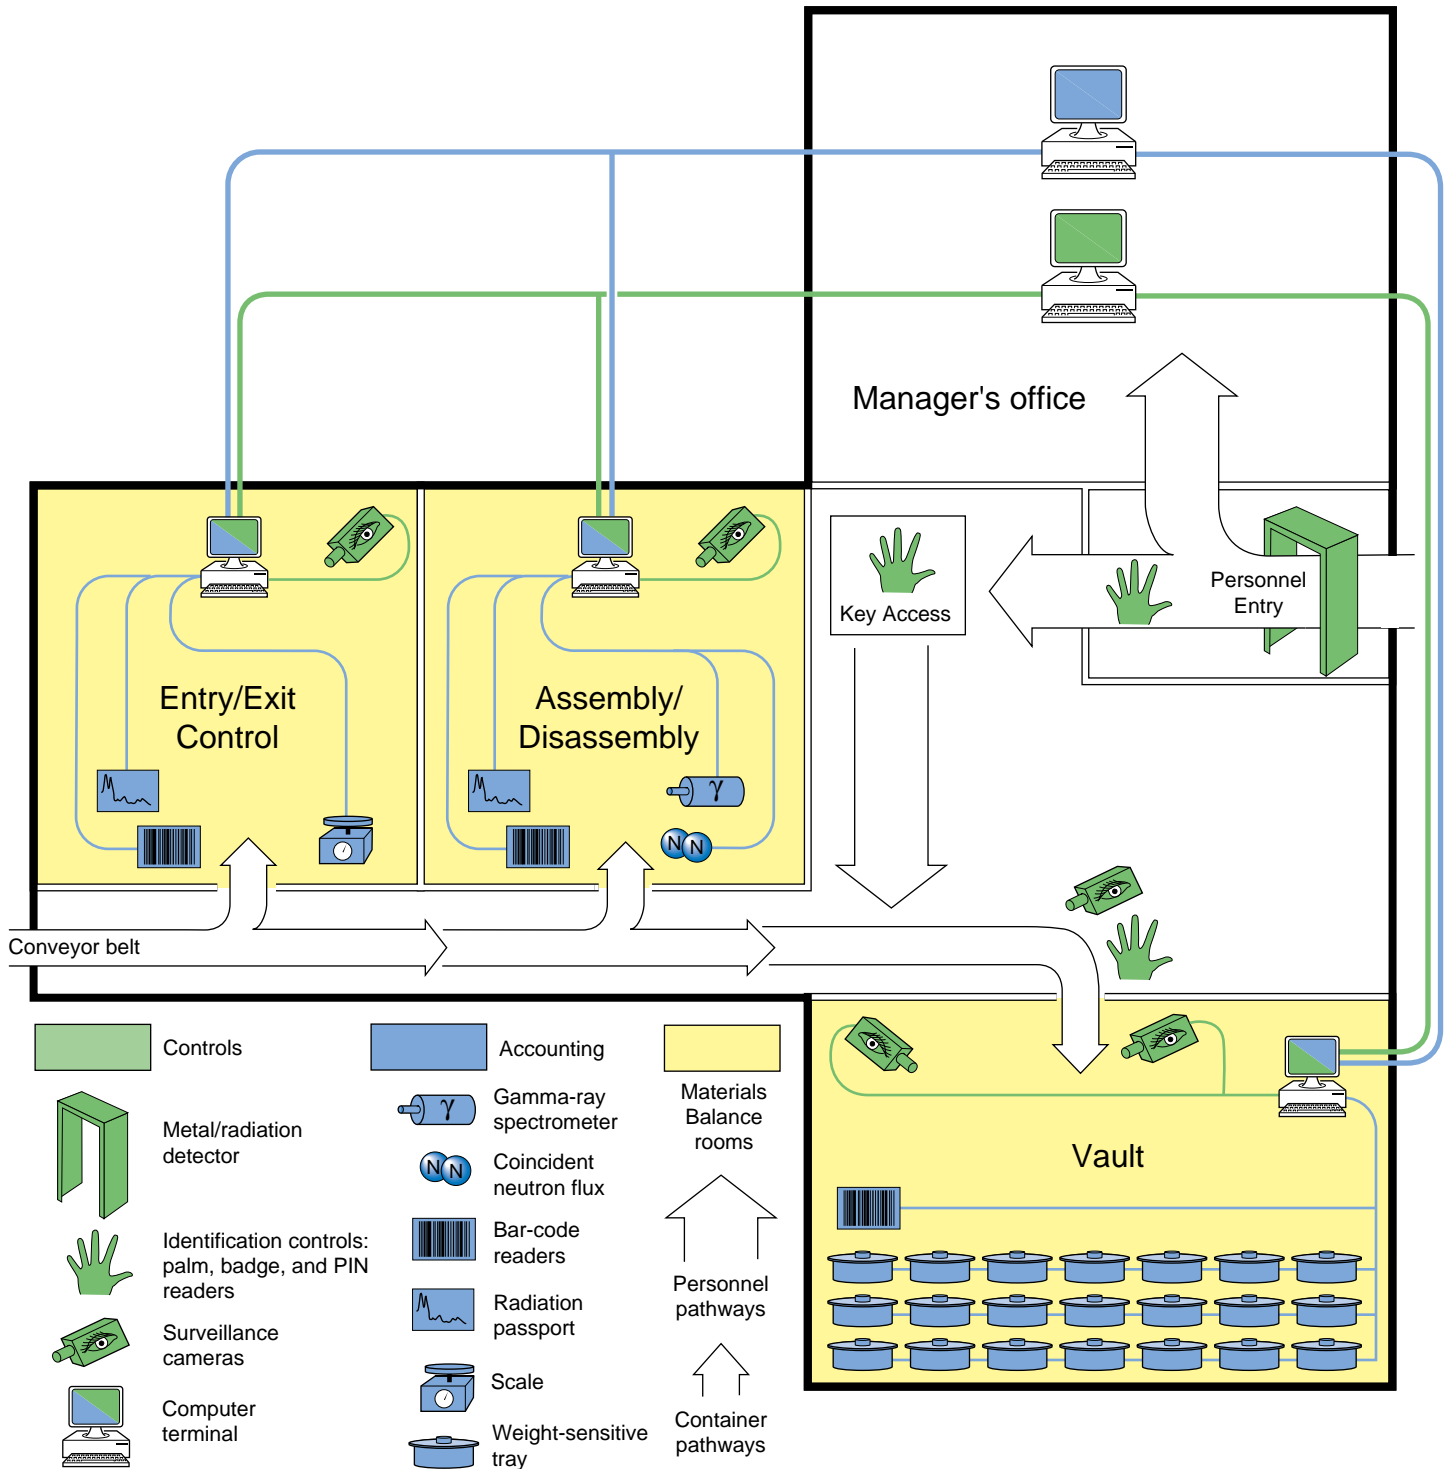 Manager's office
Personnel
Entry
Key Access
Entry/Exit
Control
Assembly/
Disassembly
γ
N
N
Conveyor belt
Vault
Controls
Metal/radiation
detector
Identification controls:
palm, badge, and PIN
readers
Surveillance
cameras
Computer
terminal
Accounting
γ
Gamma-ray
spectrometer
N
N
Coincident
neutron flux
Bar-code
readers
Radiation
passport
Scale
Weight-sensitive
tray
Materials
Balance
rooms
Personnel
pathways
Container
pathways